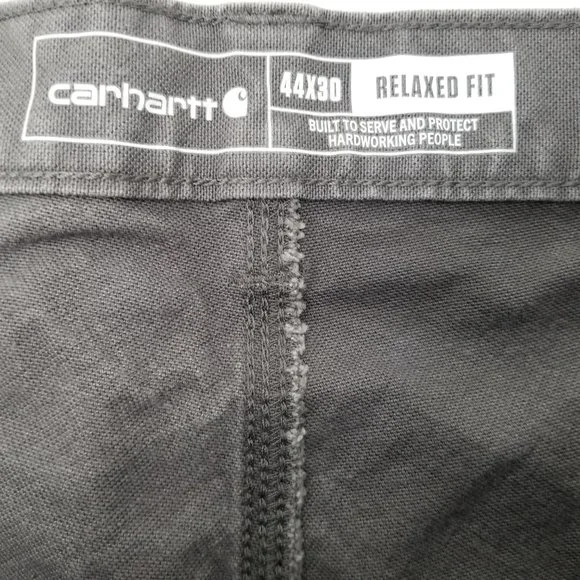 carhartt
44X30
RELAXED FIT
BUILT TO SERVE AND PROTECT
HARDWORKING PEOPLE